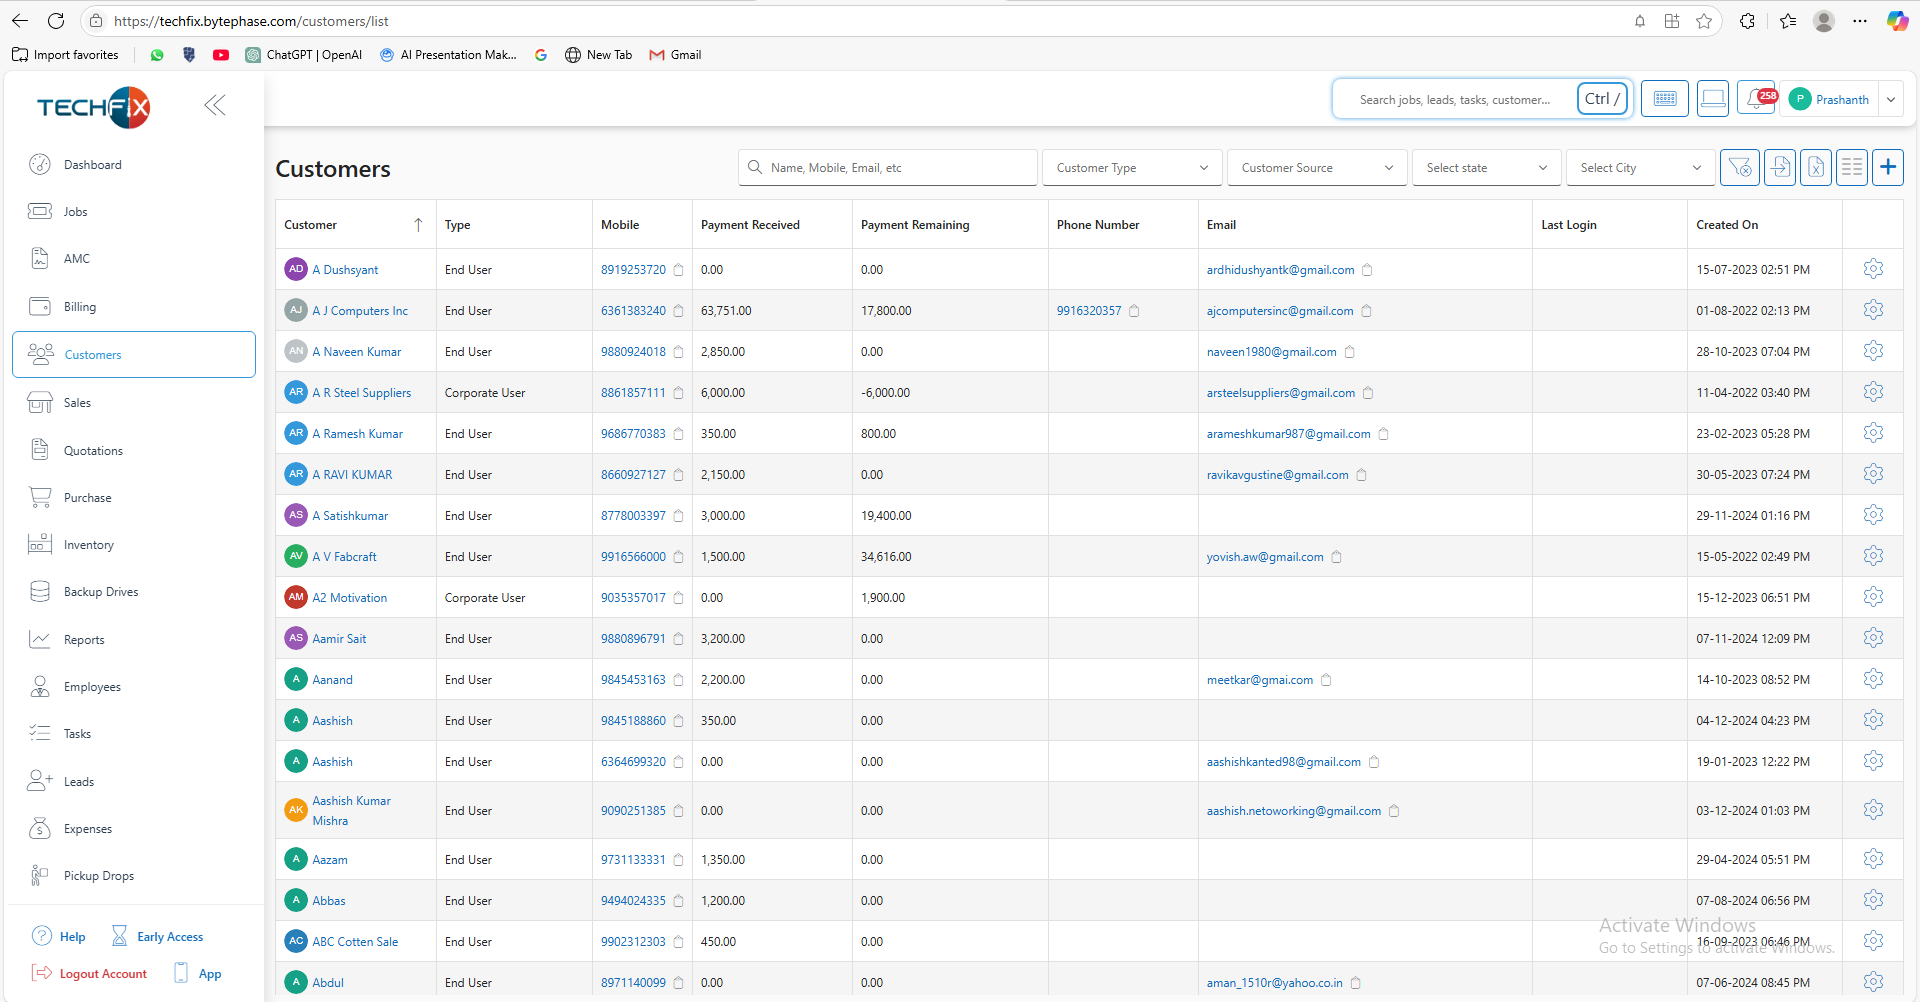 https://techfix.bytephase.com/customers/list
Import favorites
ChatGPT | OpenAI
AI Presentation Mak...
New Tab
Gmail
TECHFIX
Search jobs, leads, tasks, customer...
Ctrl /
258
P
Prashanth
Dashboard
Jobs
AMC
Billing
Customers
Sales
Quotations
Purchase
Inventory
Backup Drives
Reports
Employees
Tasks
Leads
Expenses
Pickup Drops
Help
Early Access
Logout Account
App
Customers
Name, Mobile, Email, etc
Customer Type
Customer Source
Select state
Select City
Customer Type Mobile Payment Received Payment Remaining Phone Number Email Last Login Created On
AD A Dushsyant End User 8919253720 0.00 0.00 ardhidushyantk@gmail.com 15-07-2023 02:51 PM
AJ A J Computers Inc End User 6361383240 63,751.00 17,800.00 9916320357 ajcomputersinc@gmail.com 01-08-2022 02:13 PM
AN A Naveen Kumar End User 9880924018 2,850.00 0.00 naveen1980@gmail.com 28-10-2023 07:04 PM
AR A R Steel Suppliers Corporate User 8861857111 6,000.00 -6,000.00 arsteelsuppliers@gmail.com 11-04-2022 03:40 PM
AR A Ramesh Kumar End User 9686770383 350.00 800.00 arameshkumar987@gmail.com 23-02-2023 05:28 PM
AR A RAVI KUMAR End User 8660927127 2,150.00 0.00 ravikavgustine@gmail.com 30-05-2023 07:24 PM
AS A Satishkumar End User 8778003397 3,000.00 19,400.00 29-11-2024 01:16 PM
AV A V Fabcraft End User 9916566000 1,500.00 34,616.00 yovish.aw@gmail.com 15-05-2022 02:49 PM
AM A2 Motivation Corporate User 9035357017 0.00 1,900.00 15-12-2023 06:51 PM
AS Aamir Sait End User 9880896791 3,200.00 0.00 07-11-2024 12:09 PM
A Aanand End User 9845453163 2,200.00 0.00 meetkar@gmai.com 14-10-2023 08:52 PM
A Aashish End User 9845188860 350.00 0.00 04-12-2024 04:23 PM
A Aashish End User 6364699320 0.00 0.00 aashishkanted98@gmail.com 19-01-2023 12:22 PM
AK Aashish Kumar
Mishra End User 9090251385 0.00 0.00 aashish.netoworking@gmail.com 03-12-2024 01:03 PM
A Aazam End User 9731133331 1,350.00 0.00 29-04-2024 05:51 PM
A Abbas End User 9494024335 1,200.00 0.00 07-08-2024 06:56 PM
AC ABC Cotten Sale End User 9902312303 450.00 0.00 16-09-2023 06:46 PM
A Abdul End User 8971140099 0.00 0.00 aman_1510r@yahoo.co.in 07-06-2024 08:45 PM
Activate Windows
Go to Settings to activate Windows.